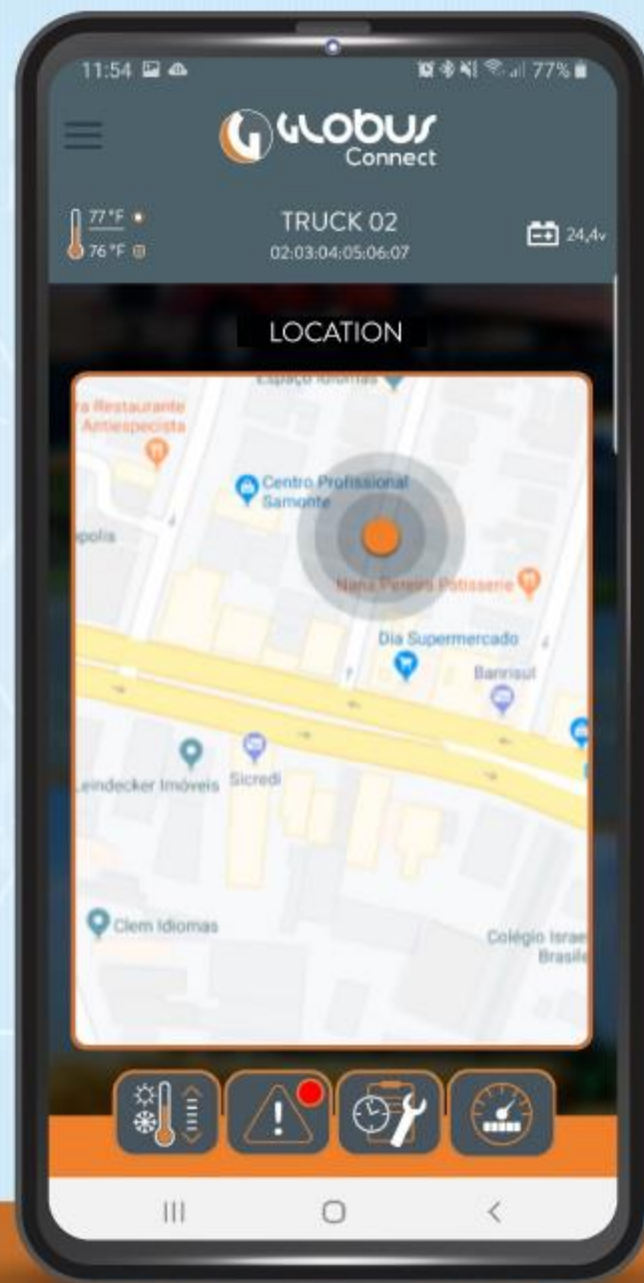 11:54
77%
GLOBUS
Connect
77°F
76°F
TRUCK 02
02:03:04:05:06:07
24,4v
LOCATION
Espaço Idiomas
a Restaurante
Antiespecista
Centro Profissional
Samonte
opolis
Nana Pereira Patisserie
Dia Supermercado
Banrisul
Sicredi
Leindecker Imóveis
Clem Idiomas
Colégio Israe
Brasile